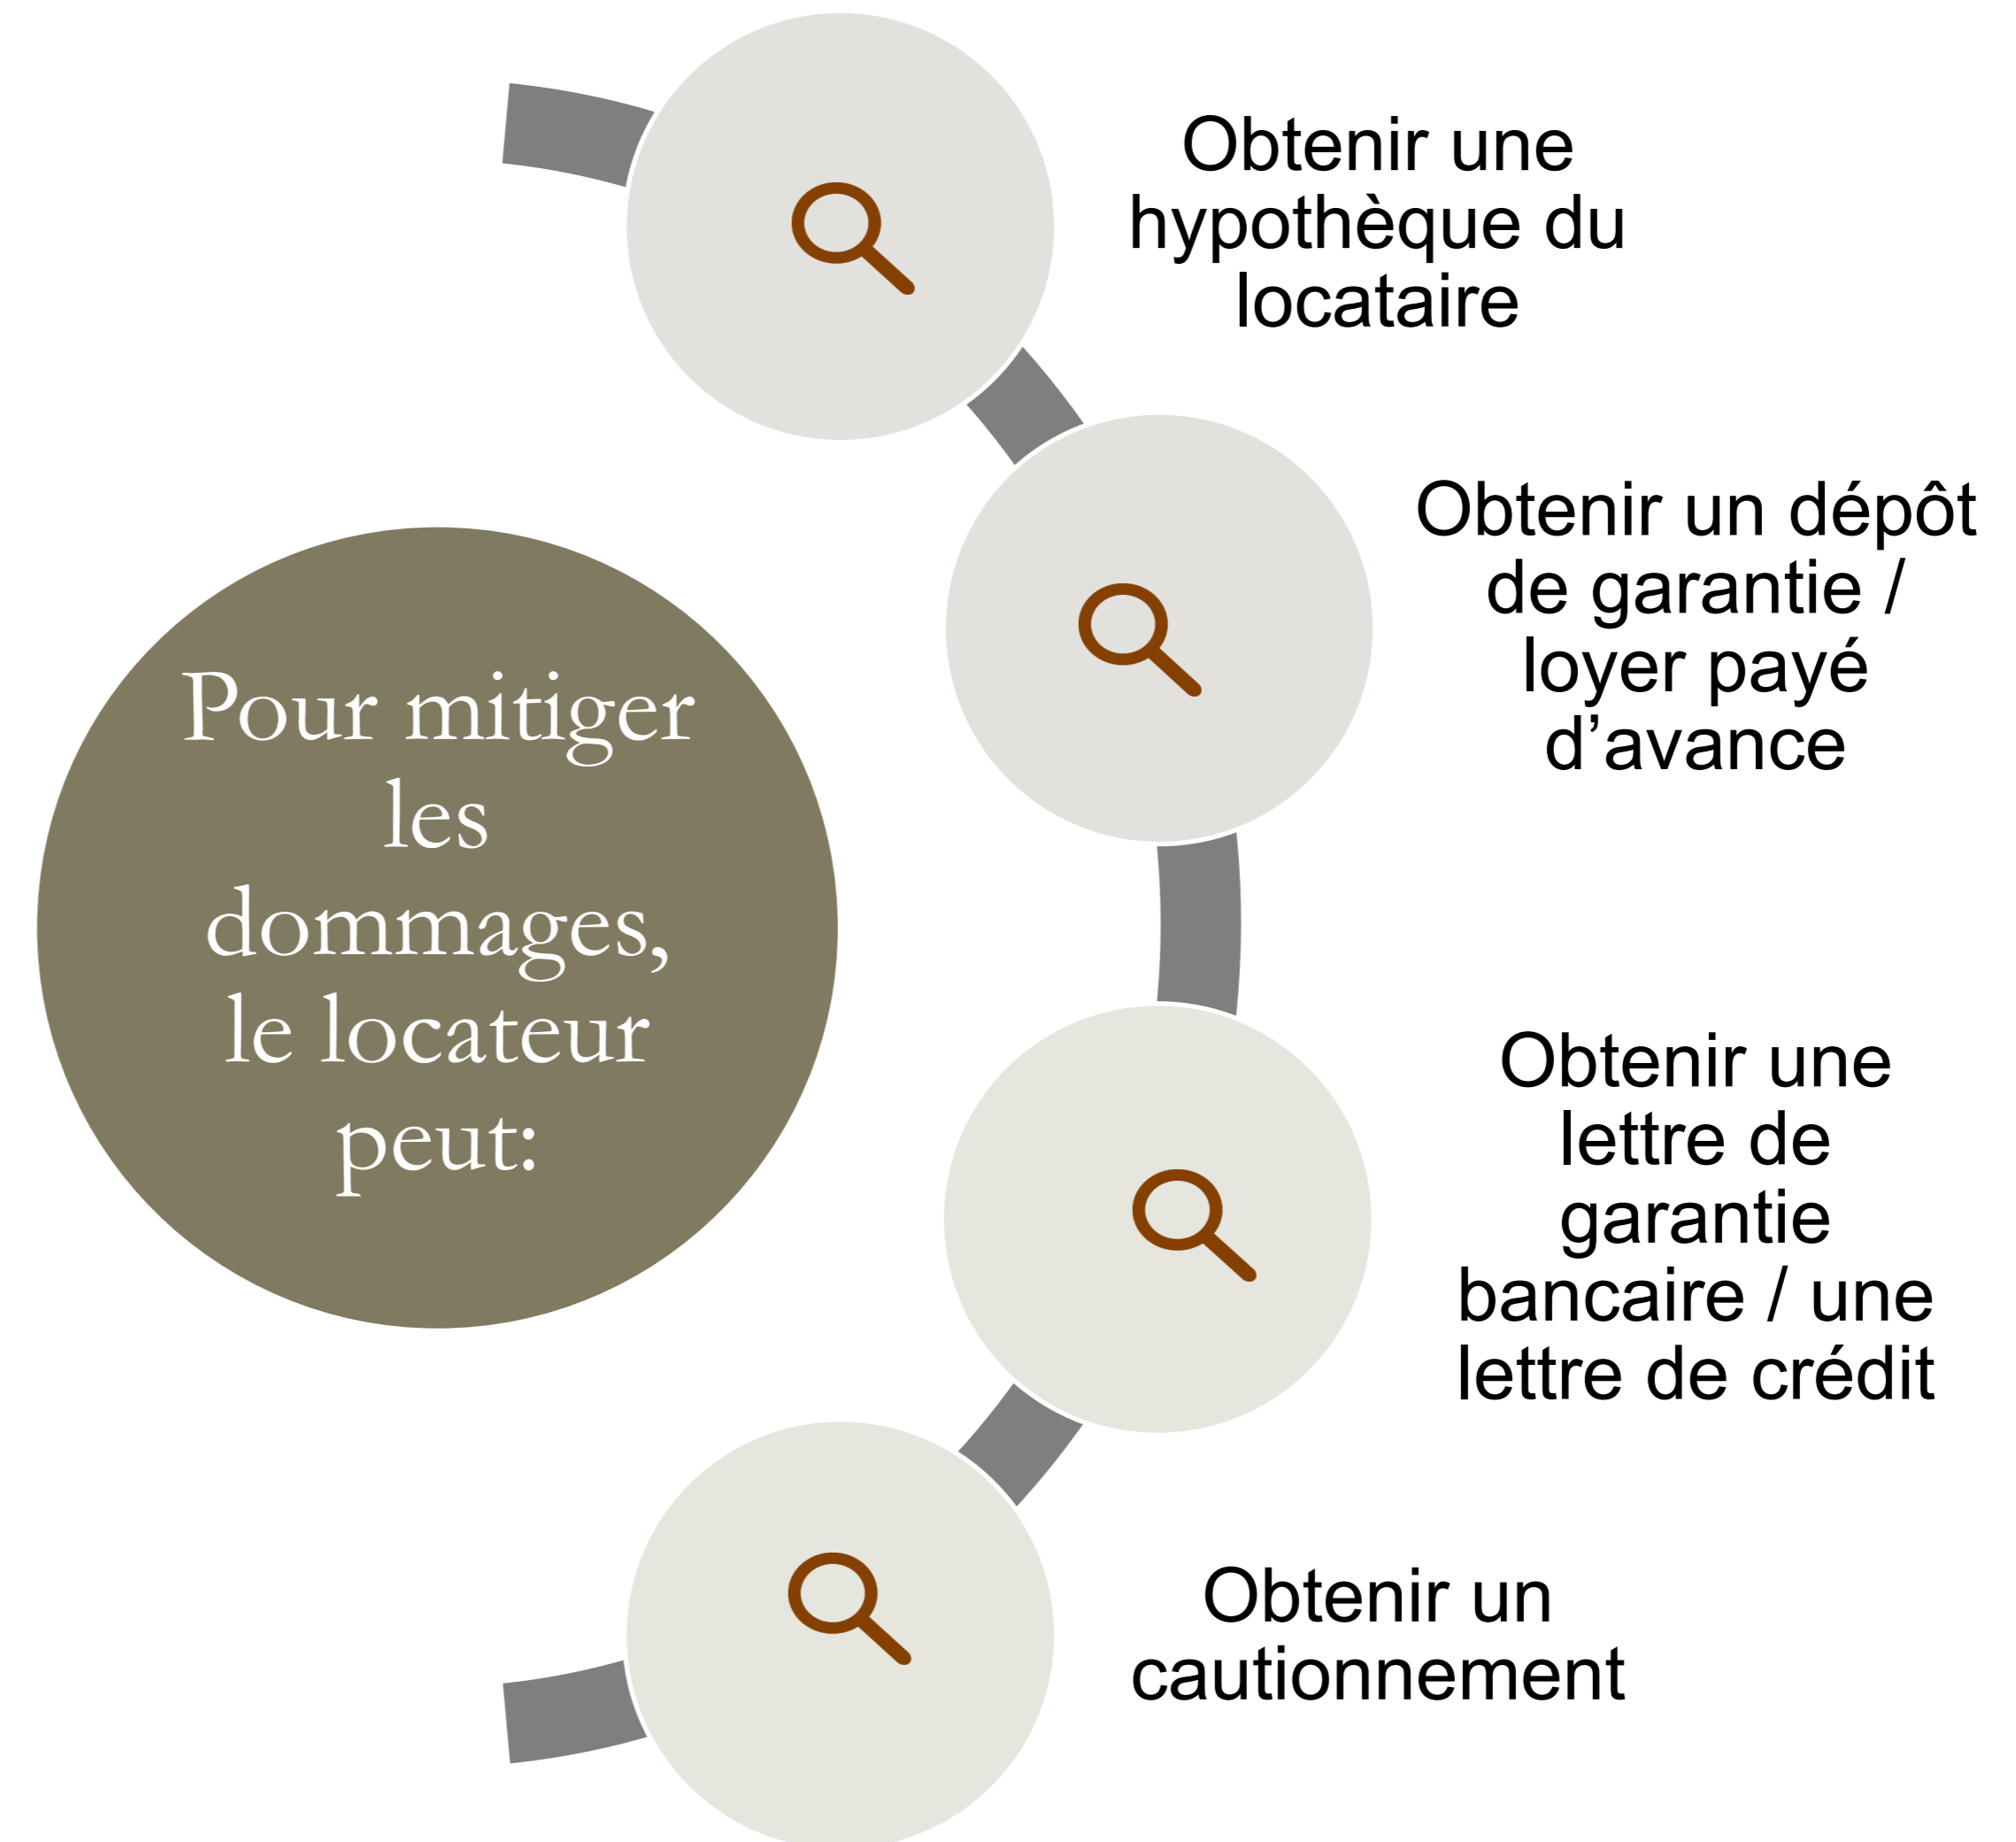 Pour mitiger
les
dommages,
le locateur
peut:
Obtenir une
hypothèque du
locataire
Obtenir un dépôt
de garantie /
loyer payé
d’avance
Obtenir une
lettre de
garantie
bancaire / une
lettre de crédit
Obtenir un
cautionnement